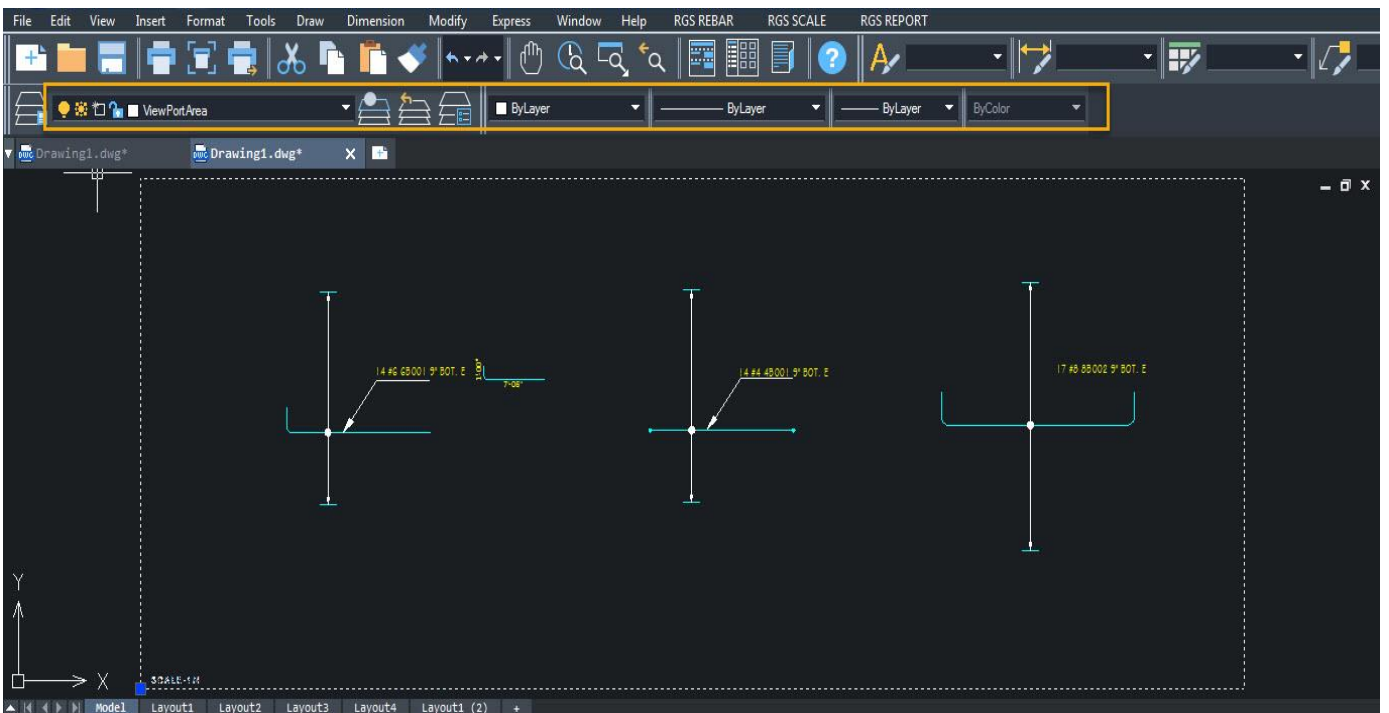 File Edit View Insert Format Tools Draw Dimension Modify Express Window Help RGS REBAR RGS SCALE RGS REPORT
ViewPortArea ByLayer ByLayer ByLayer ByColor
Drawing1.dwg* Drawing1.dwg* X
14 #6 6B001 9" BOT. E
7-08"
14 #4 4B001 9" BOT. E
17 #8 8B002 9" BOT. E
Y
X
Model Layout1 Layout2 Layout3 Layout4 Layout1 (2) +